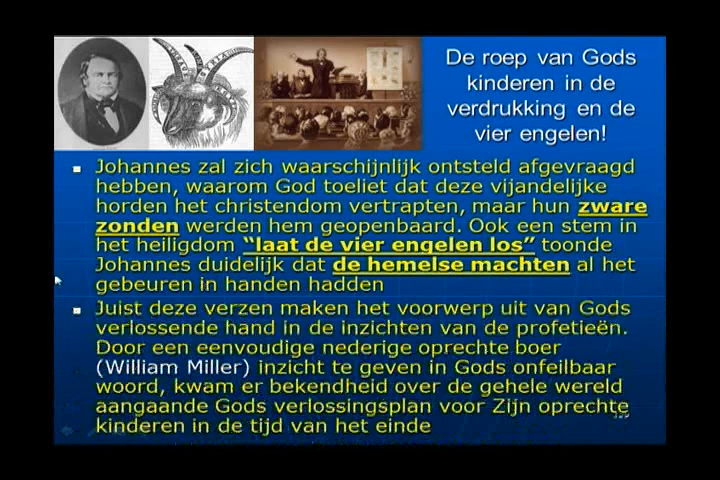 De roep van Gods
kinderen in de
verdrukking en de
vier engelen!
Johannes zal zich waarschijnlijk ontsteld afgevraagd
hebben, waarom God toeliet dat deze vijandelijke
horden het christendom vertrapten, maar hun zware
zonden werden hem geopenbaard. Ook een stem in
het heiligdom “laat de vier engelen los” toonde
Johannes duidelijk dat de hemelse machten al het
gebeuren in handen hadden
Juist deze verzen maken het voorwerp uit van Gods
verlossende hand in de inzichten van de profetieën.
Door een eenvoudige nederige oprechte boer
(William Miller) inzicht te geven in Gods onfeilbaar
woord, kwam er bekendheid over de gehele wereld
aangaande Gods verlossingsplan voor Zijn oprechte
kinderen in de tijd van het einde